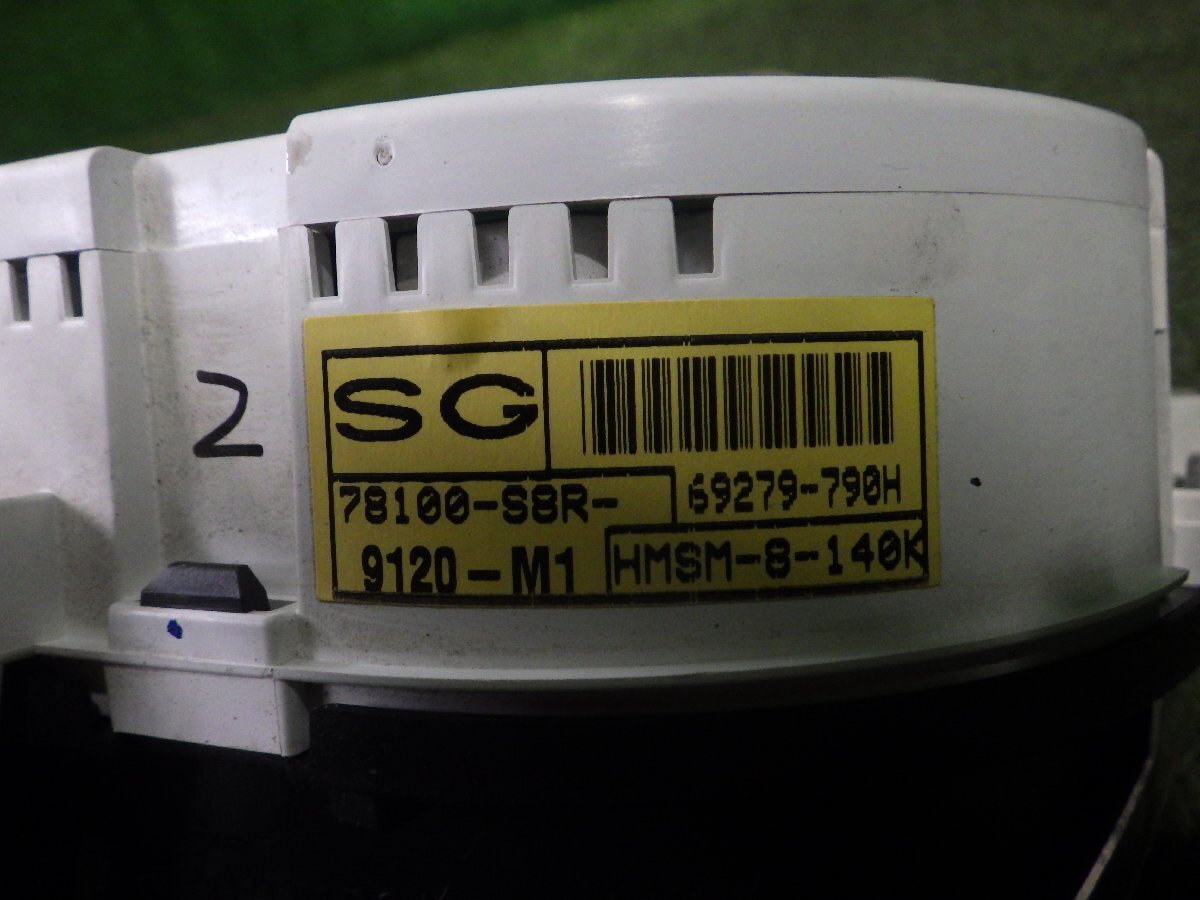 2
SG
78100-S8R-
69279-790H
9120-M1
HMSM-8-140K